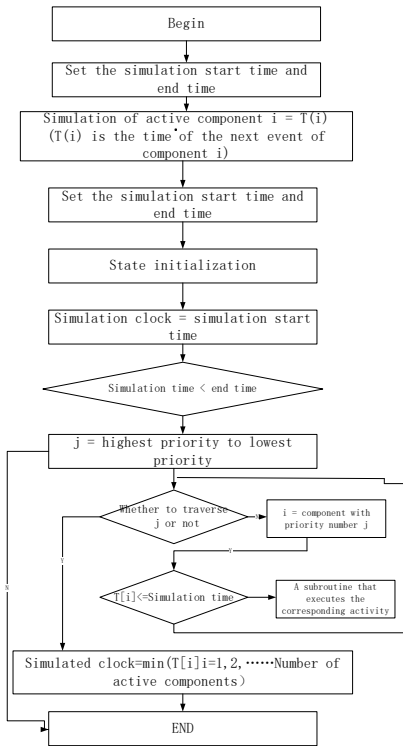 Begin
Set the simulation start time and
end time
Simulation of active component i = T(i)
(T(i) is the time of the next event of
component i)
Set the simulation start time and
end time
State initialization
Simulation clock = simulation start
time
Simulation time < end time
j = highest priority to lowest
priority
Whether to traverse
j or not
N
i = component with
priority number j
Y
N
Y
T[i]<=Simulation time
A subroutine that
executes the
corresponding activity
Simulated clock=min(T[i]i=1,2,······Number of
active components)
END